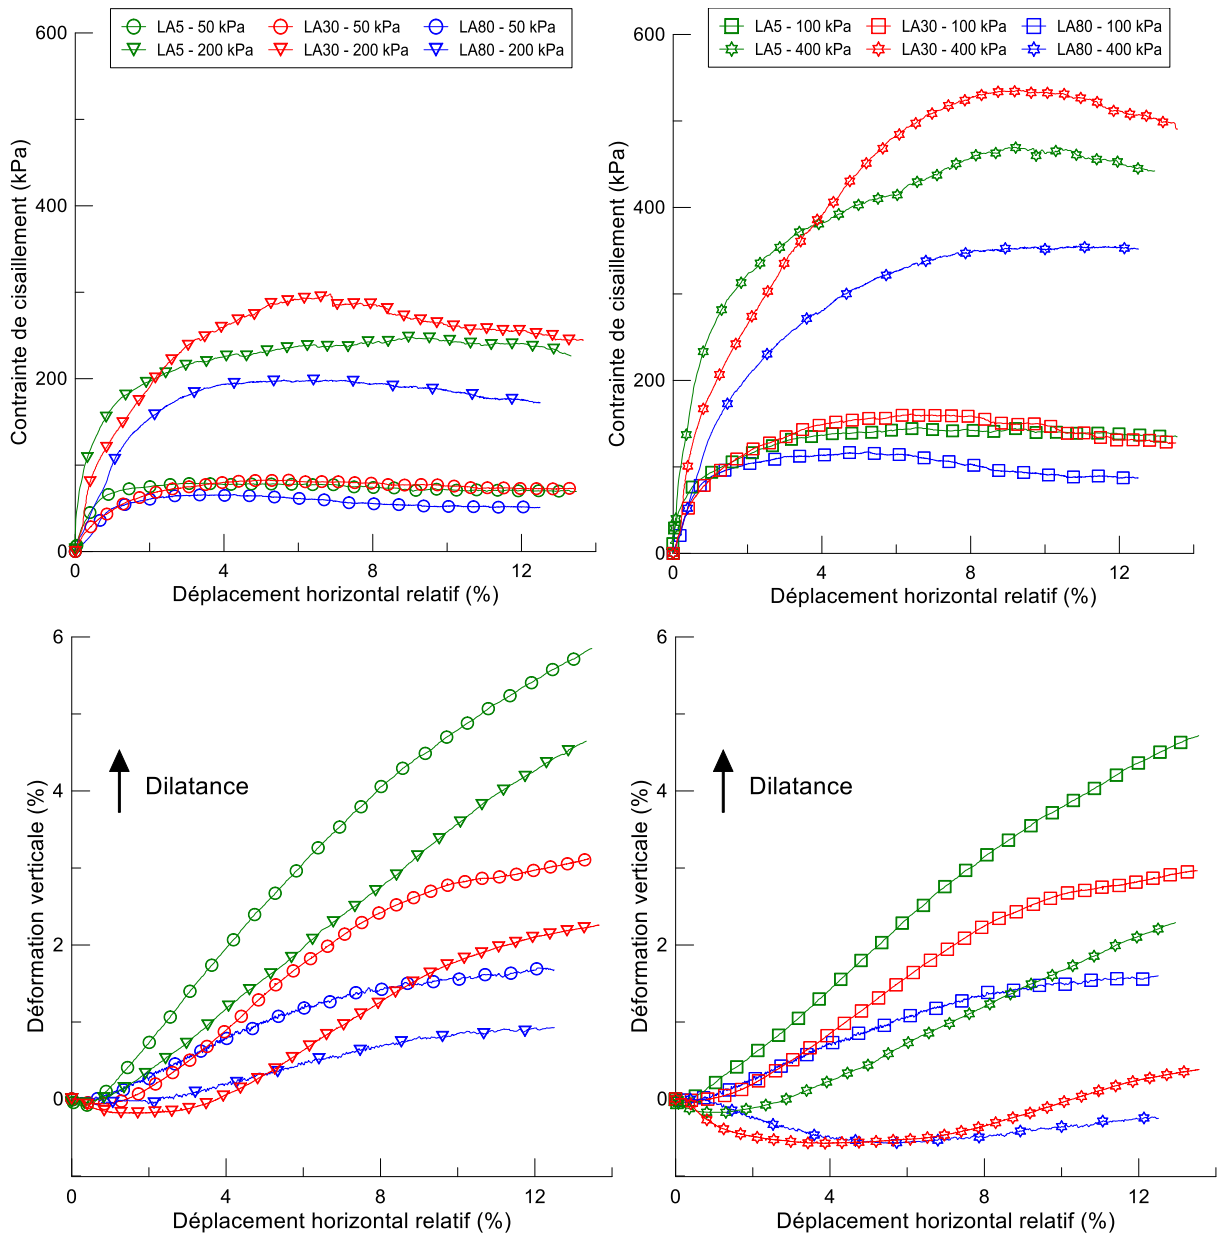 LA5 - 50 kPa LA30 - 50 kPa LA80 - 50 kPa
LA5 - 200 kPa LA30 - 200 kPa LA80 - 200 kPa
600
400
200
0
Contrainte de cisaillement (kPa)
0 4 8 12
Déplacement horizontal relatif (%)
LA5 - 100 kPa LA30 - 100 kPa LA80 - 100 kPa
LA5 - 400 kPa LA30 - 400 kPa LA80 - 400 kPa
600
400
200
0
Contrainte de cisaillement (kPa)
0 4 8 12
Déplacement horizontal relatif (%)
6
4
2
0
Déformation verticale (%)
Dilatance
0 4 8 12
Déplacement horizontal relatif (%)
6
4
2
0
Déformation verticale (%)
Dilatance
0 4 8 12
Déplacement horizontal relatif (%)